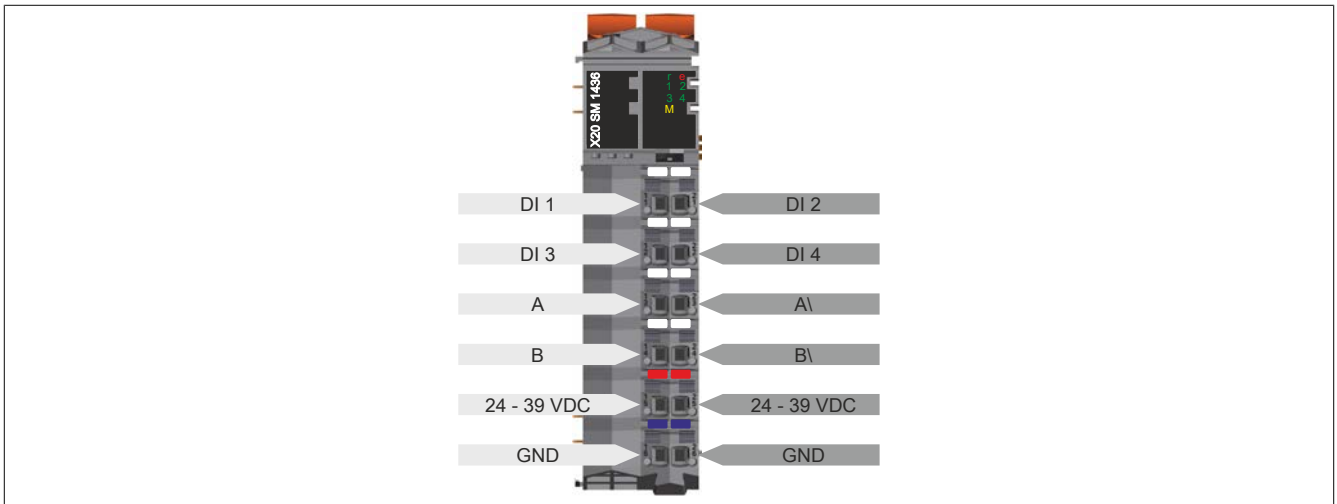 X20 SM 1436
r e
1 2
3 4
M
DI 1 DI 2
DI 3 DI 4
A A\
B B\
24 - 39 VDC 24 - 39 VDC
GND GND